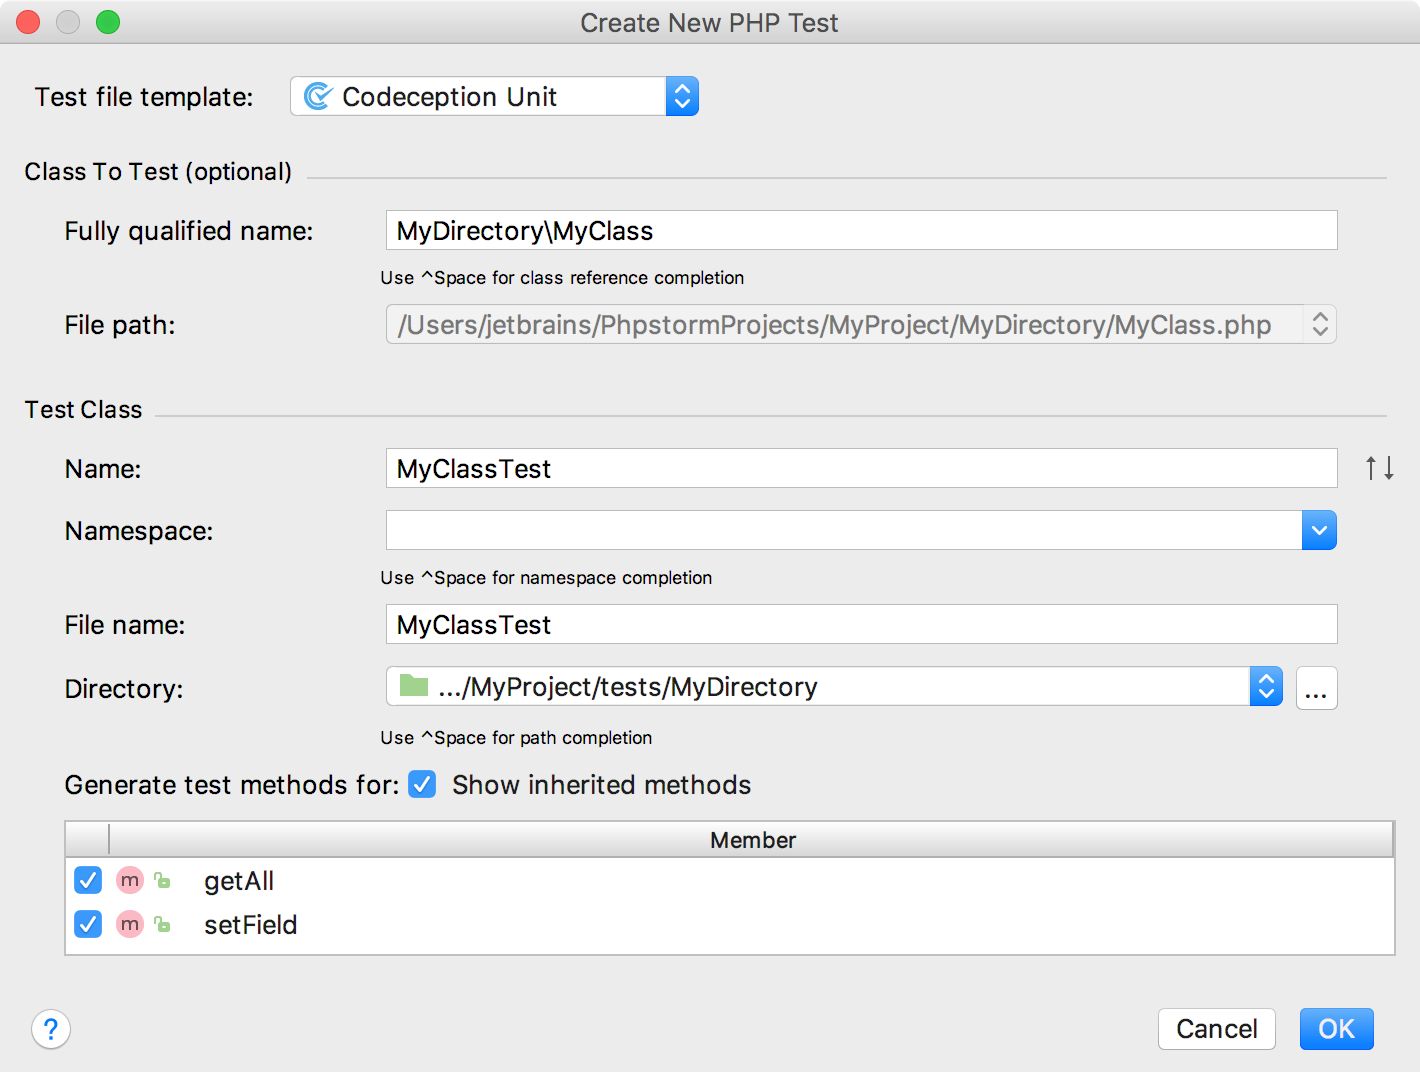 Create New PHP Test
Test file template: Codeception Unit
Class To Test (optional)
Fully qualified name: MyDirectory\MyClass
Use ^Space for class reference completion
File path: /Users/jetbrains/PhpstormProjects/MyProject/MyDirectory/MyClass.php
Test Class
Name: MyClassTest
Namespace:
Use ^Space for namespace completion
File name: MyClassTest
Directory: .../MyProject/tests/MyDirectory ...
Use ^Space for path completion
Generate test methods for: Show inherited methods
Member
m getAll
m setField
? Cancel OK